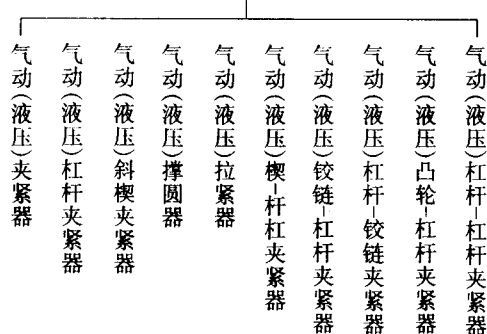 气动(液压)夹紧器
气动(液压)杠杆夹紧器
气动(液压)斜楔夹紧器
气动(液压)撑圆器
气动(液压)拉紧器
气动(液压)楔-杆杠夹紧器
气动(液压)铰链-杠杆夹紧器
气动(液压)杠杆-铰链夹紧器
气动(液压)凸轮-杠杆夹紧器
气动(液压)杠杆-杠杆夹紧器